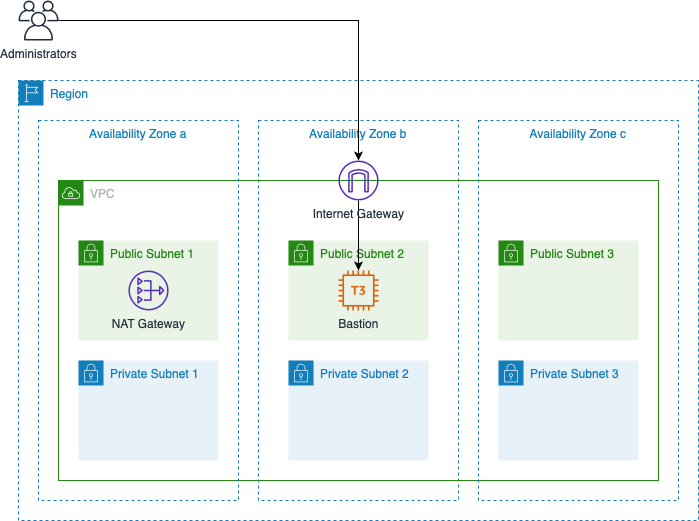 Administrators
Region
Availability Zone a
Availability Zone b
Availability Zone c
VPC
Internet Gateway
Public Subnet 1
Public Subnet 2
Public Subnet 3
T3
NAT Gateway
Bastion
Private Subnet 1
Private Subnet 2
Private Subnet 3